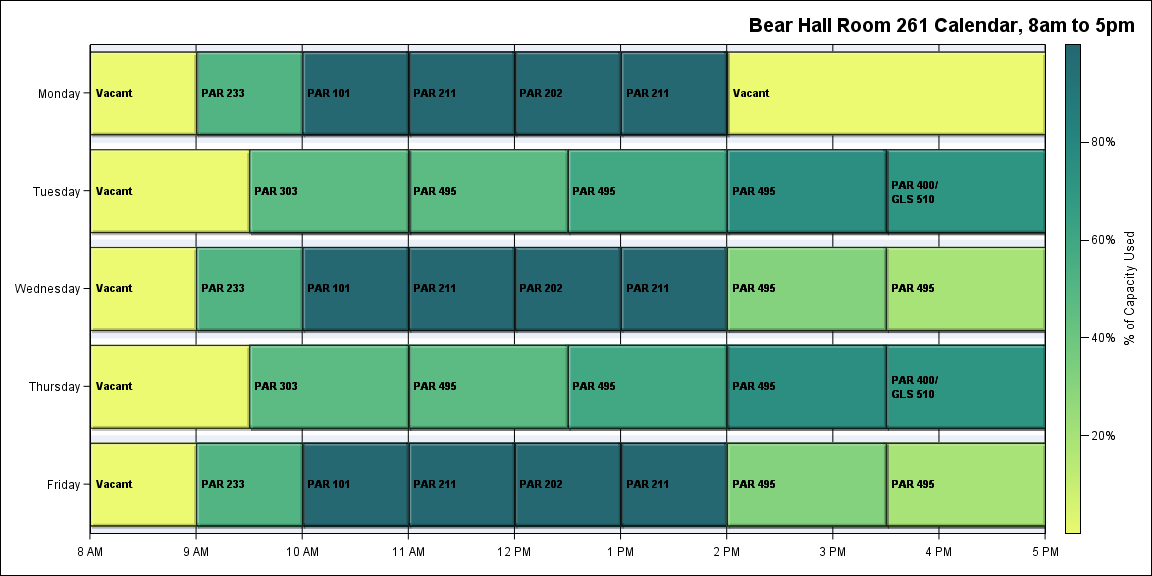 Bear Hall Room 261 Calendar, 8am to 5pm
Monday
Vacant
PAR 233
PAR 101
PAR 211
PAR 202
PAR 211
Vacant
Tuesday
Vacant
PAR 303
PAR 495
PAR 495
PAR 495
PAR 400/
GLS 510
Wednesday
Vacant
PAR 233
PAR 101
PAR 211
PAR 202
PAR 211
PAR 495
PAR 495
Thursday
Vacant
PAR 303
PAR 495
PAR 495
PAR 495
PAR 400/
GLS 510
Friday
Vacant
PAR 233
PAR 101
PAR 211
PAR 202
PAR 211
PAR 495
PAR 495
8 AM
9 AM
10 AM
11 AM
12 PM
1 PM
2 PM
3 PM
4 PM
5 PM
80%
60%
40%
20%
% of Capacity Used